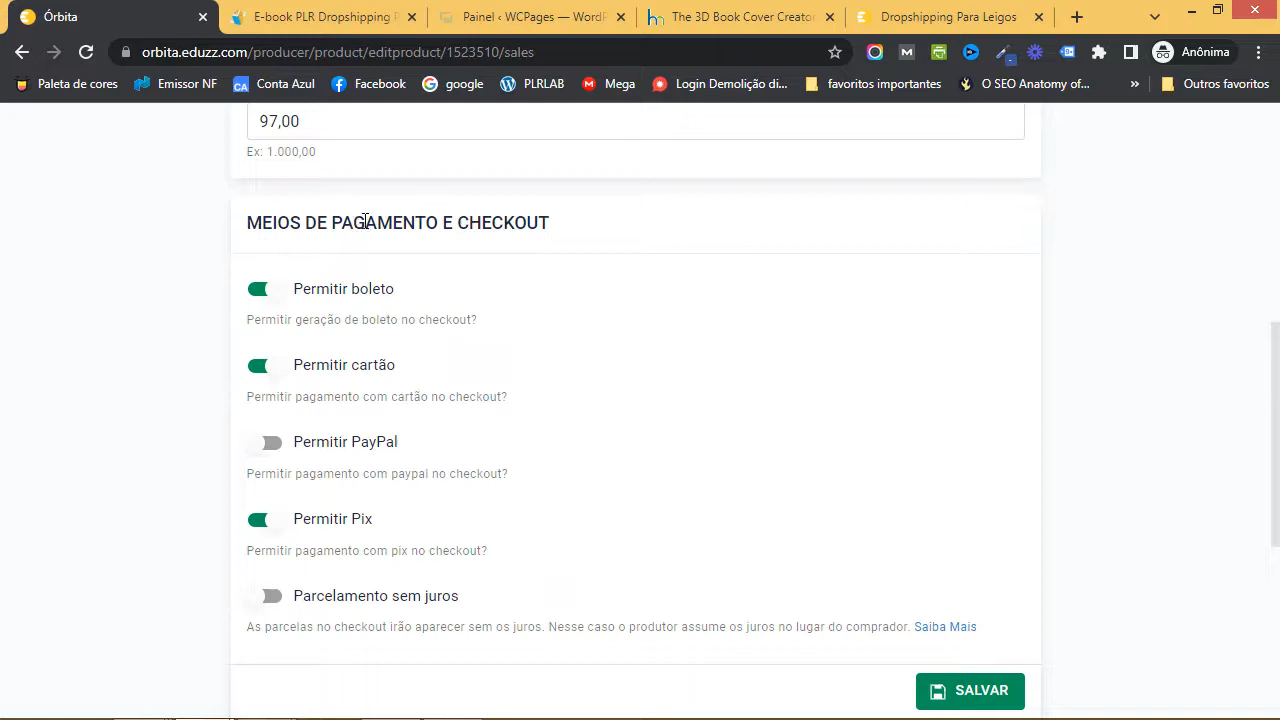 Órbita
E-book PLR Dropshipping P
Painel ‹ WCPages — WordP
The 3D Book Cover Creator
Dropshipping Para Leigos
orbita.eduzz.com/producer/product/editproduct/1523510/sales
Anônima
Paleta de cores
Emissor NF
Conta Azul
Facebook
google
PLRLAB
Mega
Login Demolição di...
favoritos importantes
O SEO Anatomy of...
Outros favoritos
97,00
Ex: 1.000,00
MEIOS DE PAGAMENTO E CHECKOUT
Permitir boleto
Permitir geração de boleto no checkout?
Permitir cartão
Permitir pagamento com cartão no checkout?
Permitir PayPal
Permitir pagamento com paypal no checkout?
Permitir Pix
Permitir pagamento com pix no checkout?
Parcelamento sem juros
As parcelas no checkout irão aparecer sem os juros. Nesse caso o produtor assume os juros no lugar do comprador. Saiba Mais
SALVAR